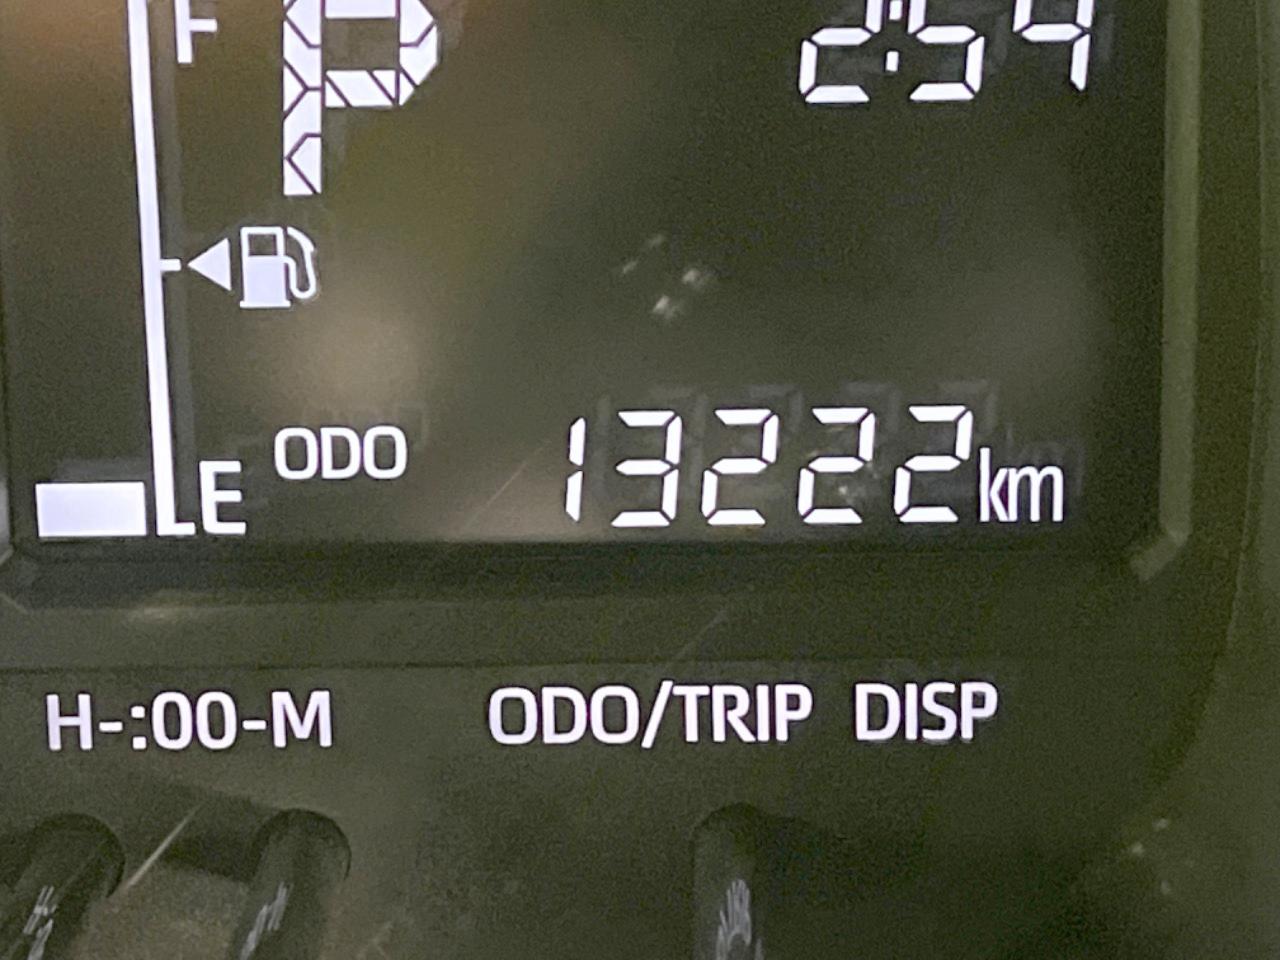 F P 2:54
E ODO 13222km
H-:00-M ODO/TRIP DISP